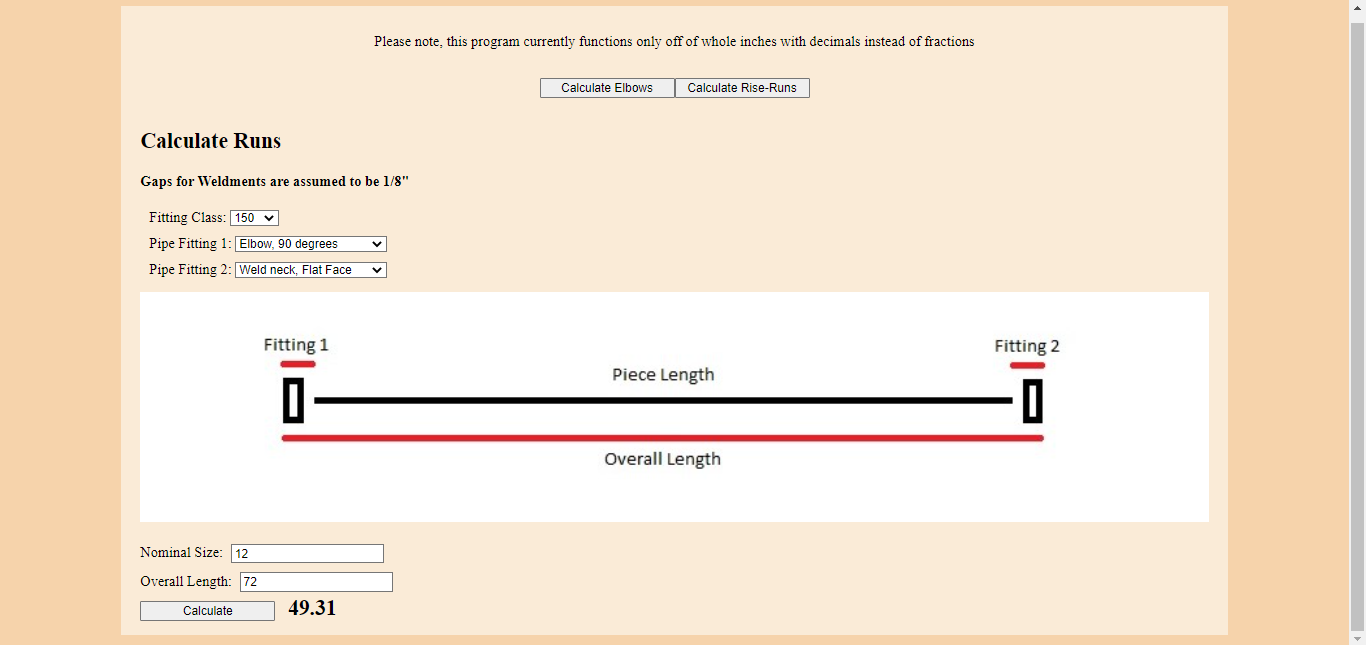 Please note, this program currently functions only off of whole inches with decimals instead of fractions
Calculate Elbows Calculate Rise-Runs
Calculate Runs
Gaps for Weldments are assumed to be 1/8"
Fitting Class: 150
Pipe Fitting 1: Elbow, 90 degrees
Pipe Fitting 2: Weld neck, Flat Face
Fitting 1 Fitting 2
Piece Length
Overall Length
Nominal Size: 12
Overall Length: 72
Calculate 49.31